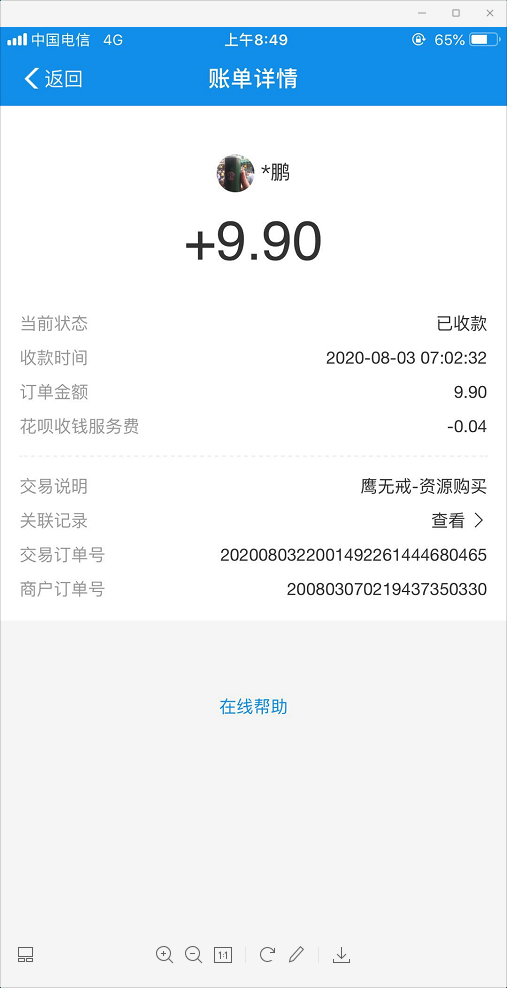 中国电信 4G 上午8:49 65%
返回 账单详情
*鹏
+9.90
当前状态 已收款
收款时间 2020-08-03 07:02:32
订单金额 9.90
花呗收钱服务费 -0.04
交易说明 鹰无戒-资源购买
关联记录 查看
交易订单号 2020080322001492261444680465
商户订单号 200803070219437350330
在线帮助
1:1